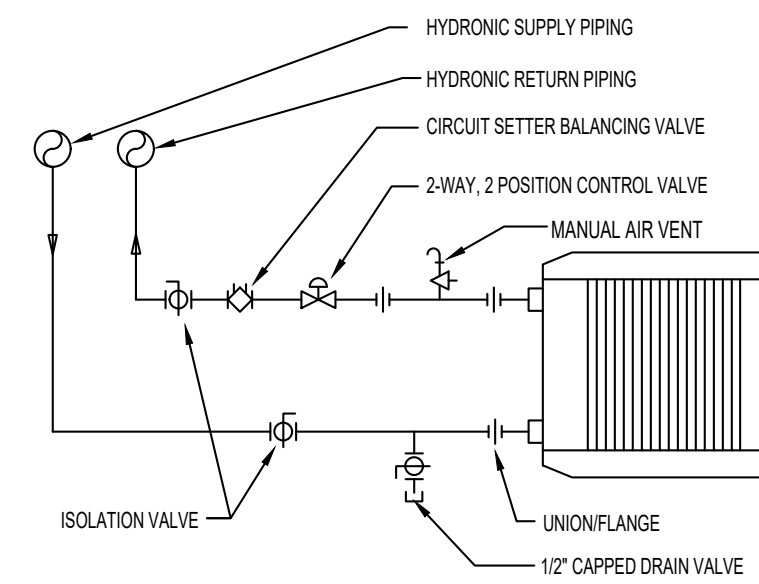 HYDRONIC SUPPLY PIPING
HYDRONIC RETURN PIPING
CIRCUIT SETTER BALANCING VALVE
2-WAY, 2 POSITION CONTROL VALVE
MANUAL AIR VENT
ISOLATION VALVE
UNION/FLANGE
1/2" CAPPED DRAIN VALVE